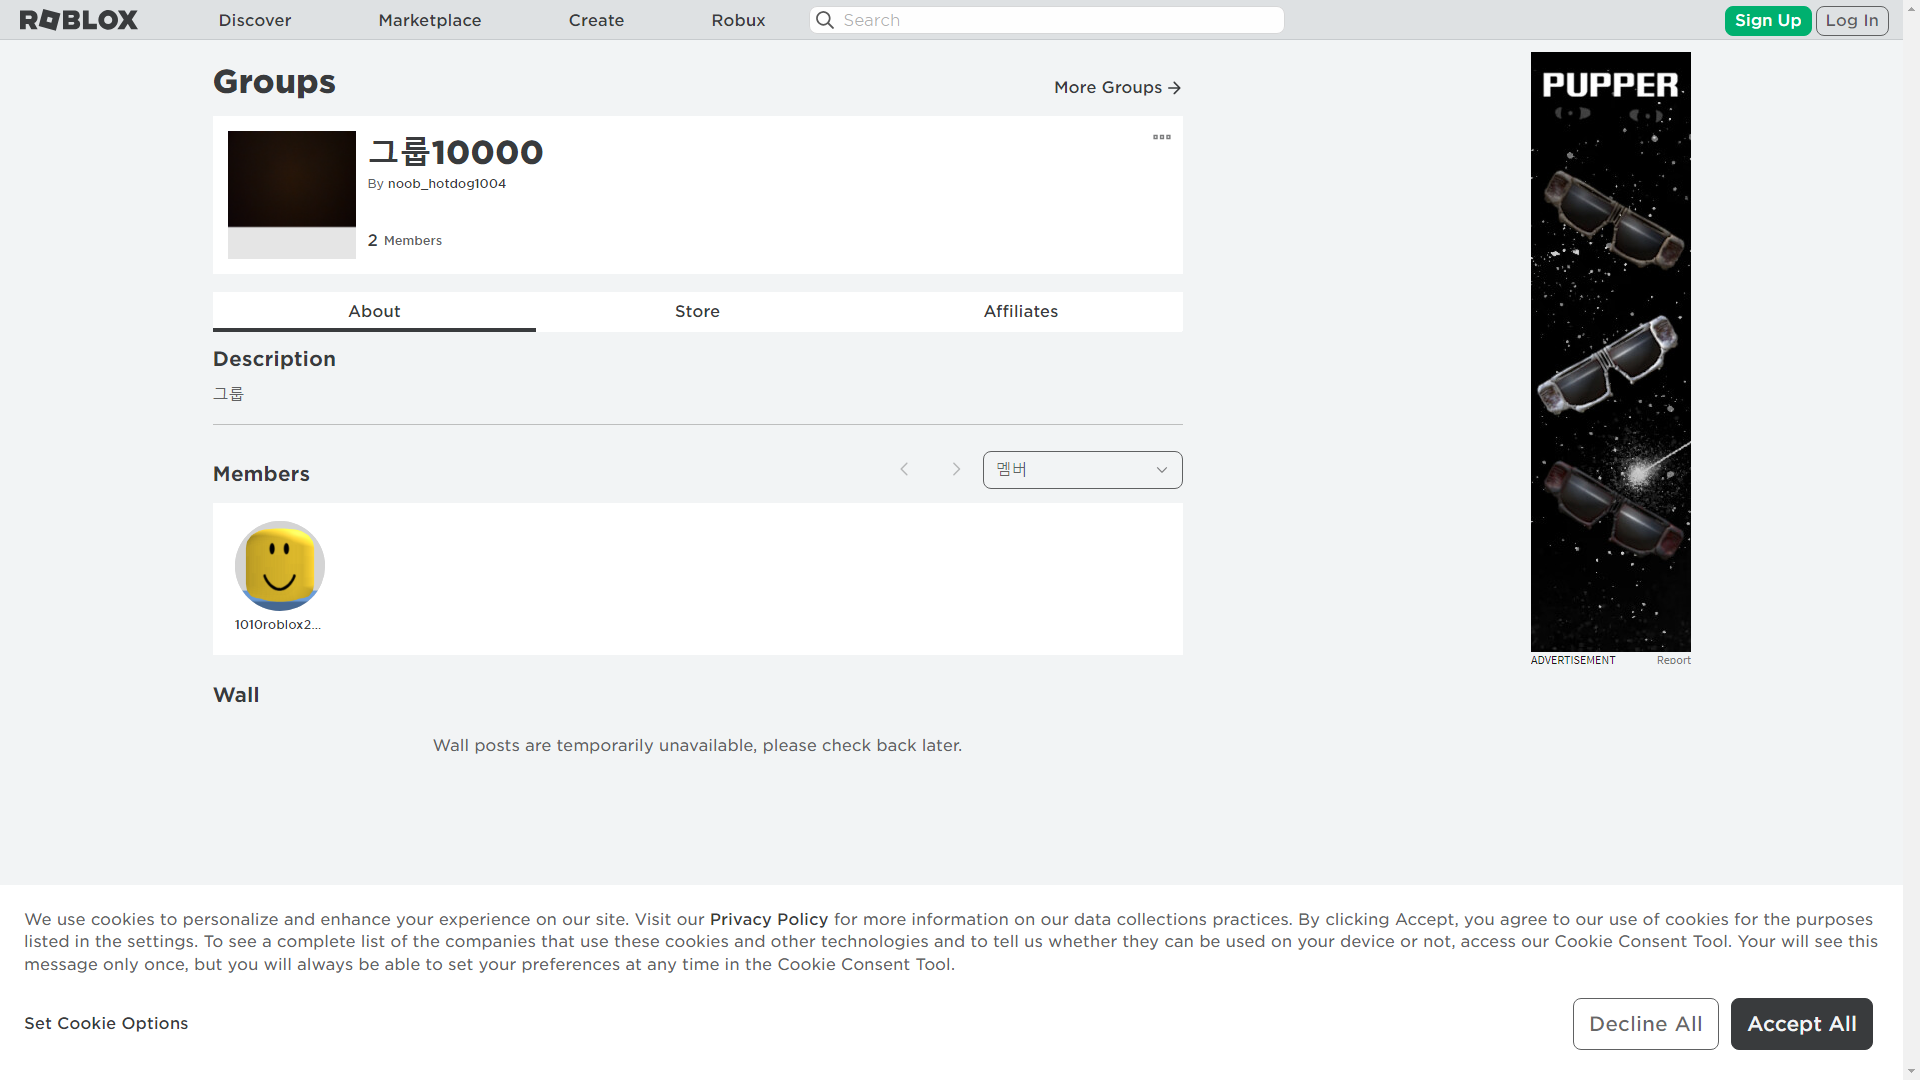 ROBLOX
Discover
Marketplace
Create
Robux
Search
Sign Up
Log In
Groups
More Groups
그룹10000
By noob_hotdog1004
2 Members
About
Store
Affiliates
Description
그룹
Members
멤버
1010roblox2...
Wall
Wall posts are temporarily unavailable, please check back later.
PUPPER
ADVERTISEMENT
Report
We use cookies to personalize and enhance your experience on our site. Visit our Privacy Policy for more information on our data collections practices. By clicking Accept, you agree to our use of cookies for the purposes
listed in the settings. To see a complete list of the companies that use these cookies and other technologies and to tell us whether they can be used on your device or not, access our Cookie Consent Tool. Your will see this
message only once, but you will always be able to set your preferences at any time in the Cookie Consent Tool.
Set Cookie Options
Decline All
Accept All